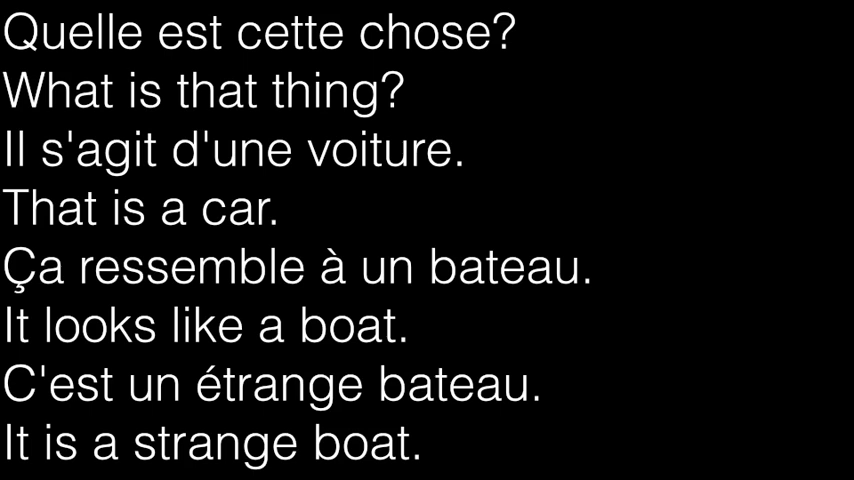 Quelle est cette chose?
What is that thing?
Il s'agit d'une voiture.
That is a car.
Ça ressemble à un bateau.
It looks like a boat.
C'est un étrange bateau.
It is a strange boat.